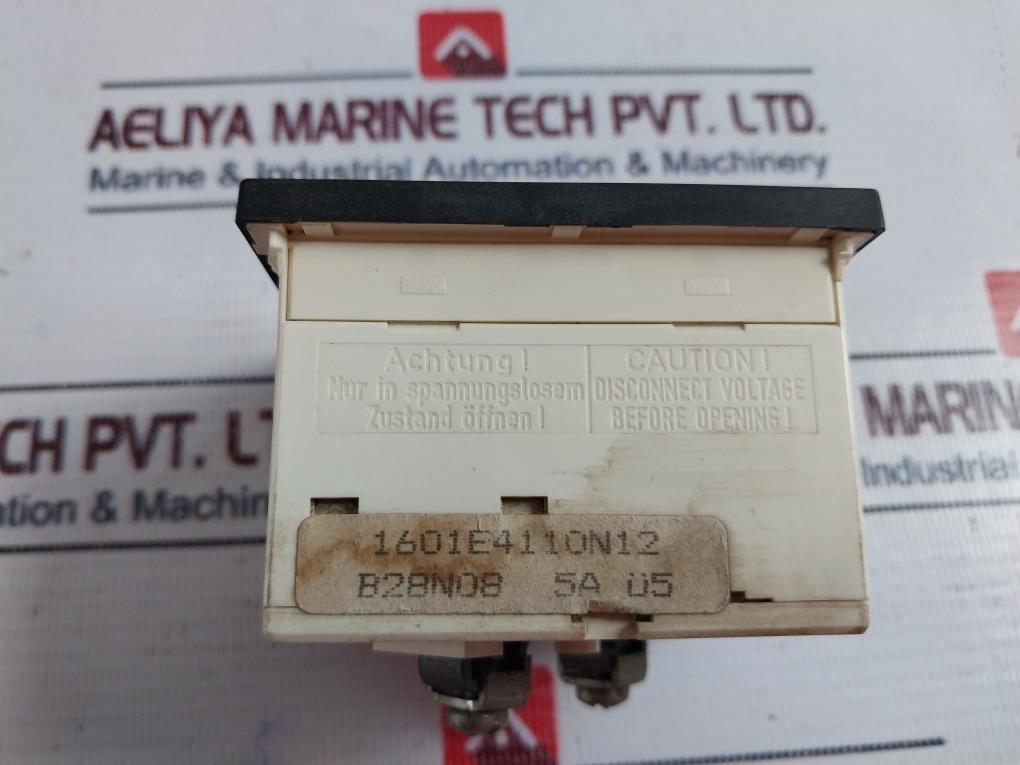 AELIYA MARINE TECH PVT. LTD.
Marine & Industrial Automation & Machinery
Achtung!
Nur in spannungslosem
Zustand öffnen!
CAUTION!
DISCONNECT VOLTAGE
BEFORE OPENING!
CH PVT. LT
ation & Machin
MARIN
Industrial
1601E4110N12
B28N08 5A 05